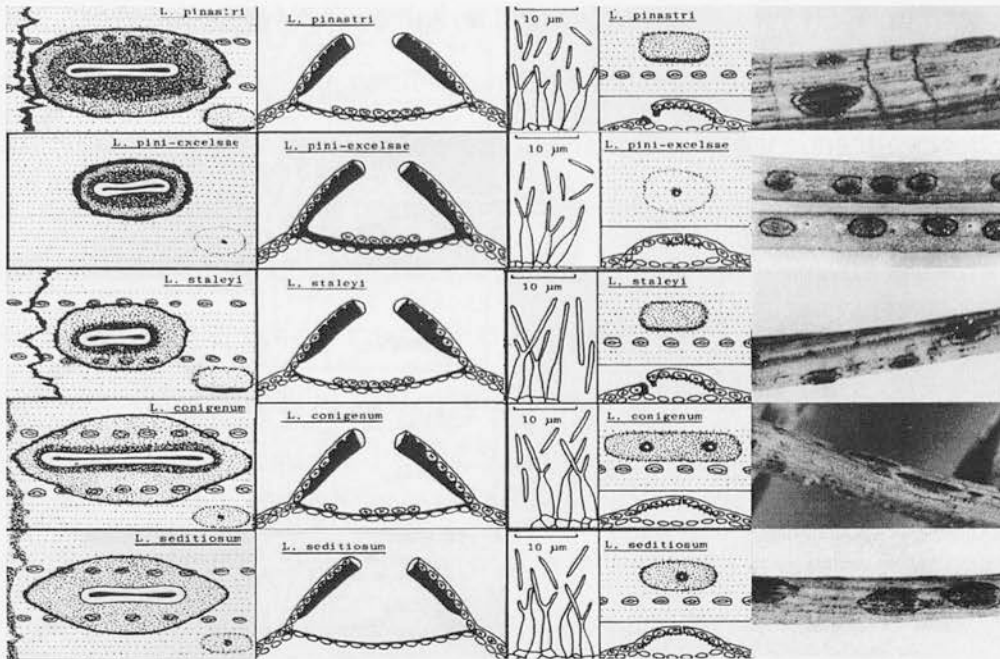 L. pinastri
L. pinastri
10 µm
L. pinastri
L. pini-excelsae
L. pini-excelsae
10 µm
L. pini-excelsae
L. staleyi
L. staleyi
10 µm
L. staleyi
L. conigenum
L. conigenum
10 µm
L. conigenum
L. seditiosum
L. seditiosum
10 µm
L. seditiosum